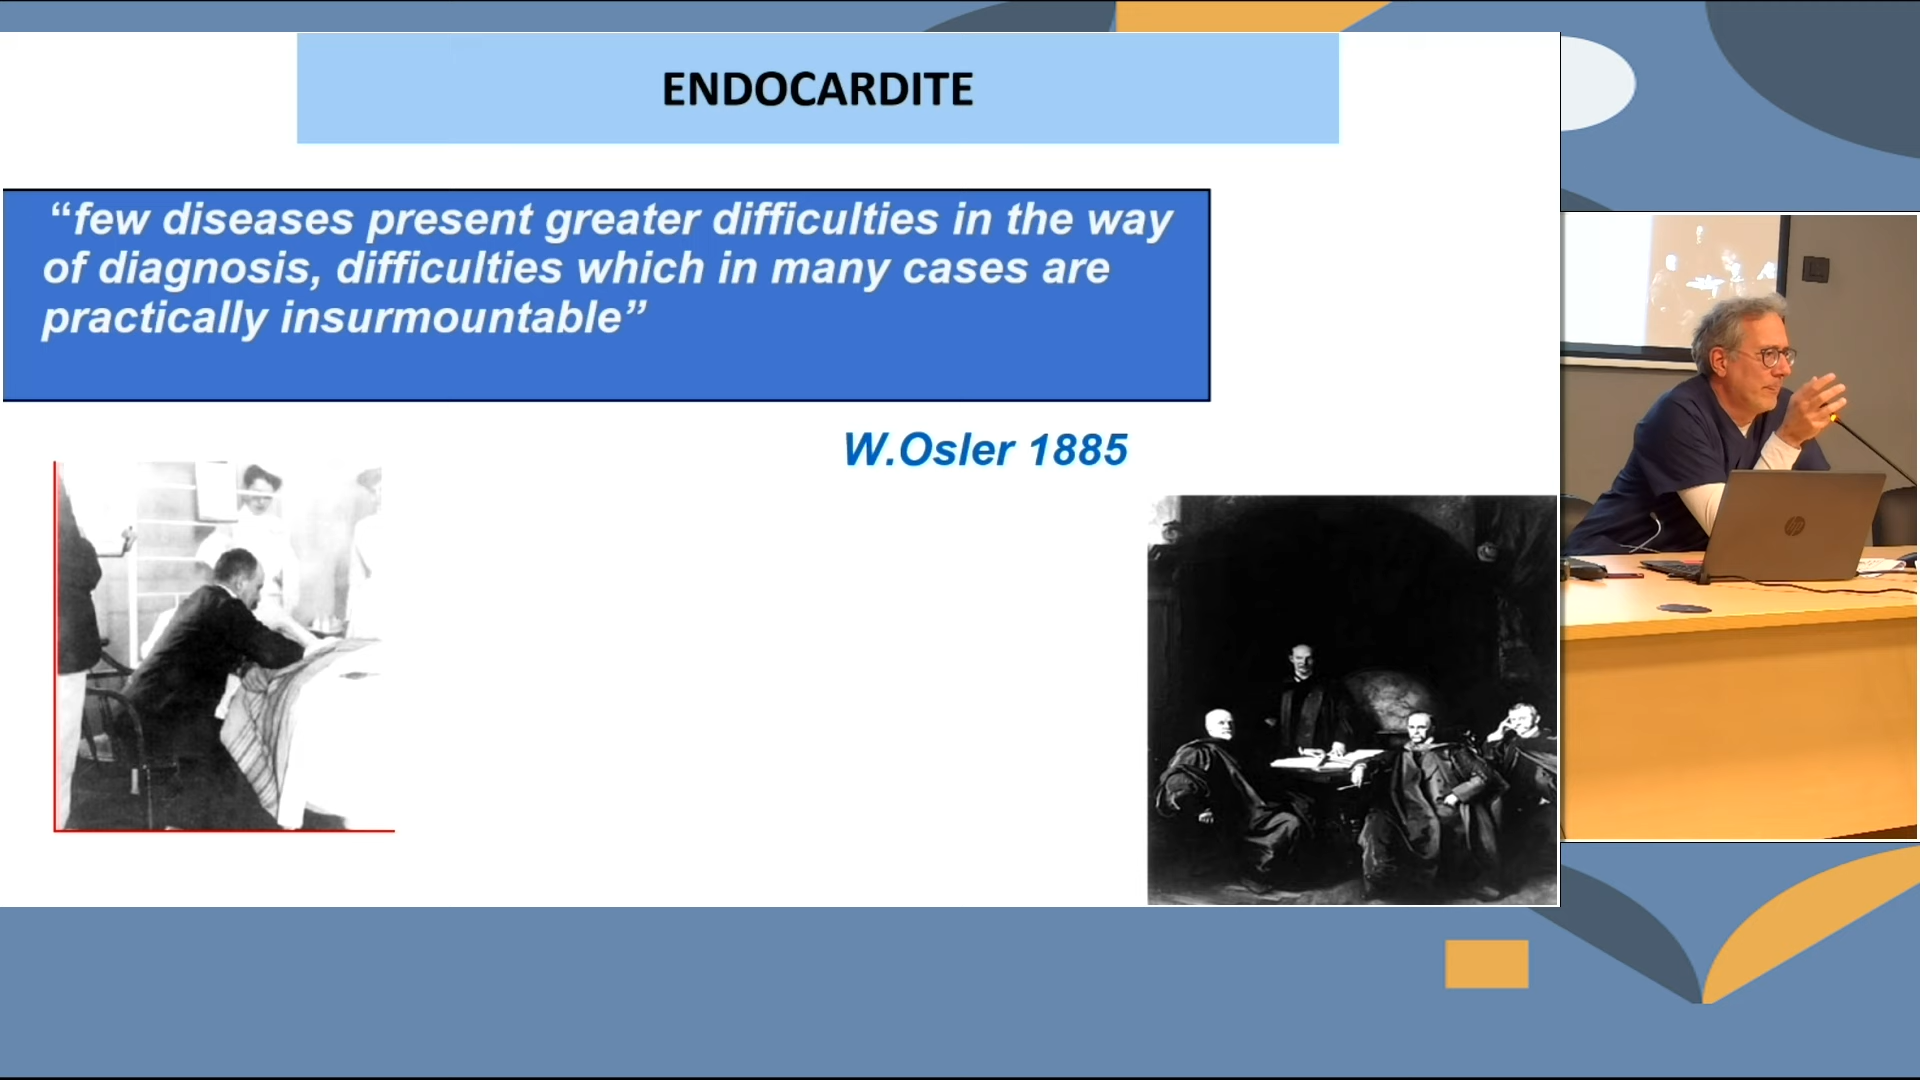 ENDOCARDITE
“few diseases present greater difficulties in the way
of diagnosis, difficulties which in many cases are
practically insurmountable”
W.Osler 1885
hp